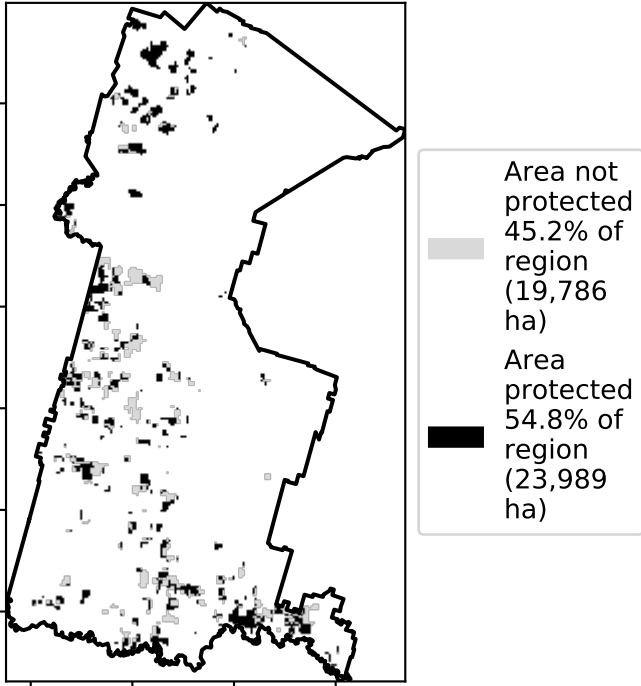 Area not
protected
45.2% of
region
(19,786
ha)
Area
protected
54.8% of
region
(23,989
ha)